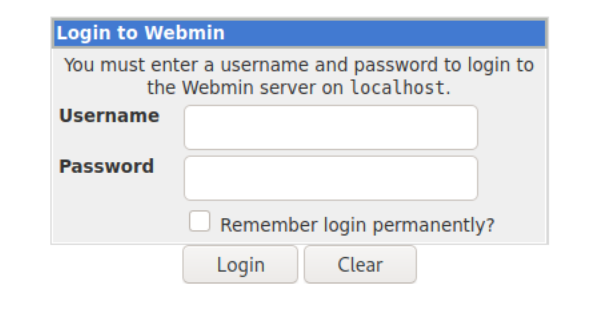 Login to Webmin
You must enter a username and password to login to
the Webmin server on localhost.
Username
Password
Remember login permanently?
Login Clear